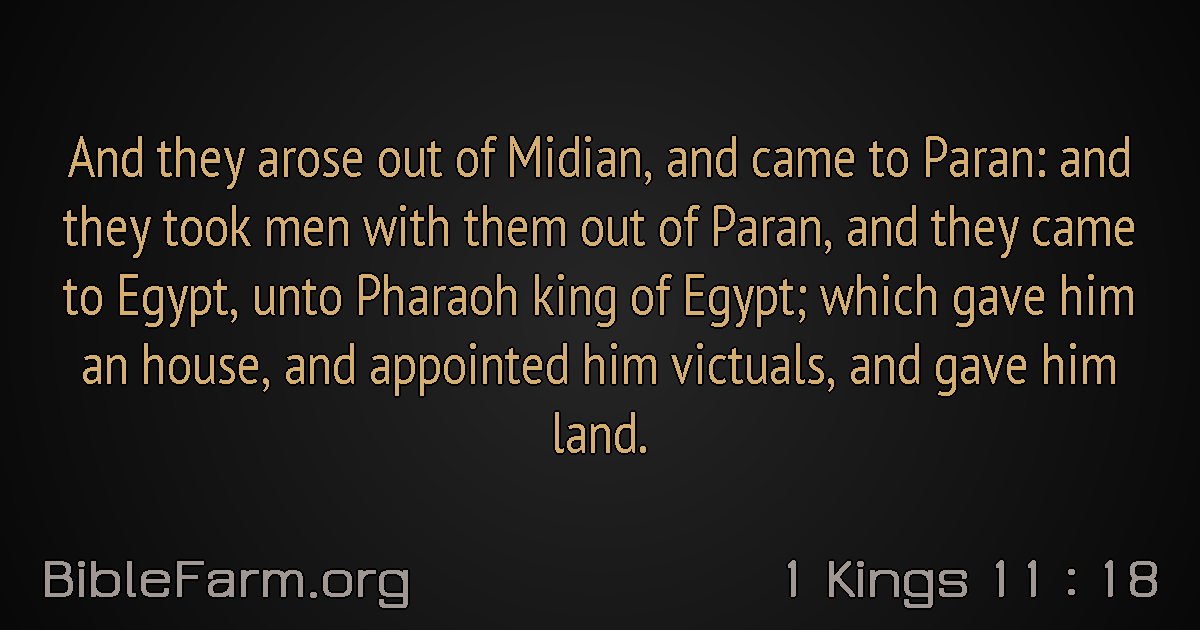 And they arose out of Midian, and came to Paran: and
they took men with them out of Paran, and they came
to Egypt, unto Pharaoh king of Egypt; which gave him
an house, and appointed him victuals, and gave him
land.
BibleFarm.org
1 Kings 11 : 18